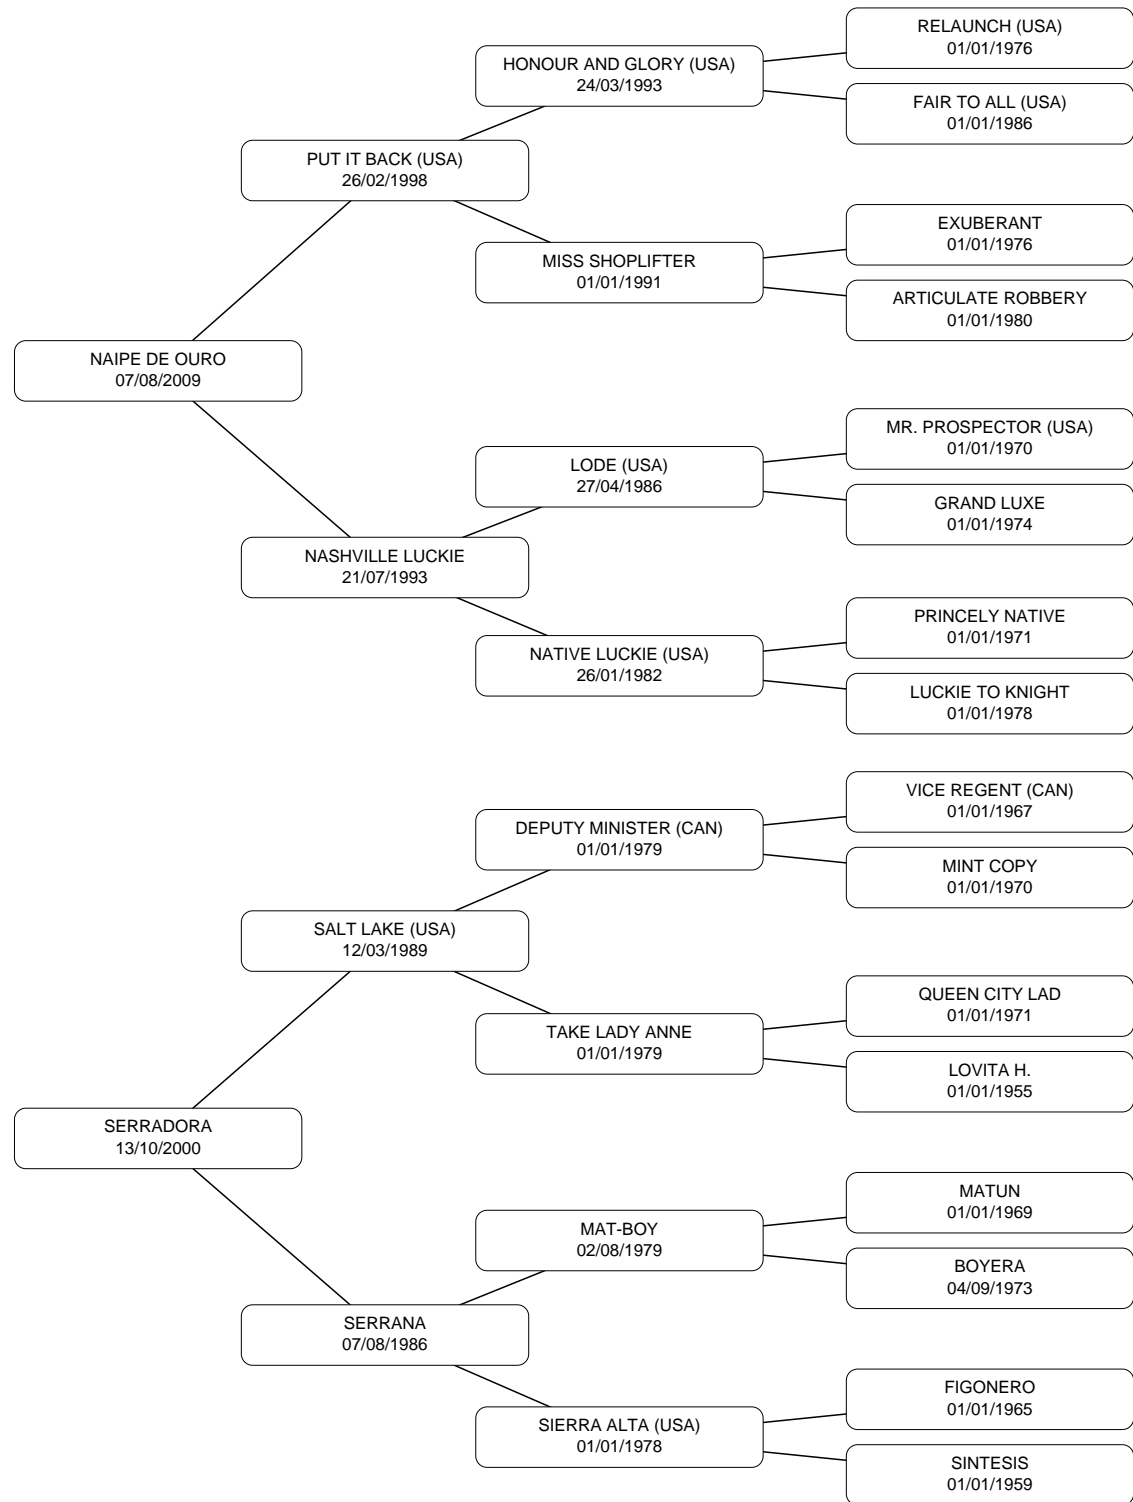 RELAUNCH (USA)
01/01/1976
HONOUR AND GLORY (USA)
24/03/1993
FAIR TO ALL (USA)
01/01/1986
PUT IT BACK (USA)
26/02/1998
EXUBERANT
01/01/1976
MISS SHOPLIFTER
01/01/1991
ARTICULATE ROBBERY
01/01/1980
NAIPE DE OURO
07/08/2009
MR. PROSPECTOR (USA)
01/01/1970
LODE (USA)
27/04/1986
GRAND LUXE
01/01/1974
NASHVILLE LUCKIE
21/07/1993
PRINCELY NATIVE
01/01/1971
NATIVE LUCKIE (USA)
26/01/1982
LUCKIE TO KNIGHT
01/01/1978
VICE REGENT (CAN)
01/01/1967
DEPUTY MINISTER (CAN)
01/01/1979
MINT COPY
01/01/1970
SALT LAKE (USA)
12/03/1989
QUEEN CITY LAD
01/01/1971
TAKE LADY ANNE
01/01/1979
LOVITA H.
01/01/1955
SERRADORA
13/10/2000
MATUN
01/01/1969
MAT-BOY
02/08/1979
BOYERA
04/09/1973
SERRANA
07/08/1986
FIGONERO
01/01/1965
SIERRA ALTA (USA)
01/01/1978
SINTESIS
01/01/1959